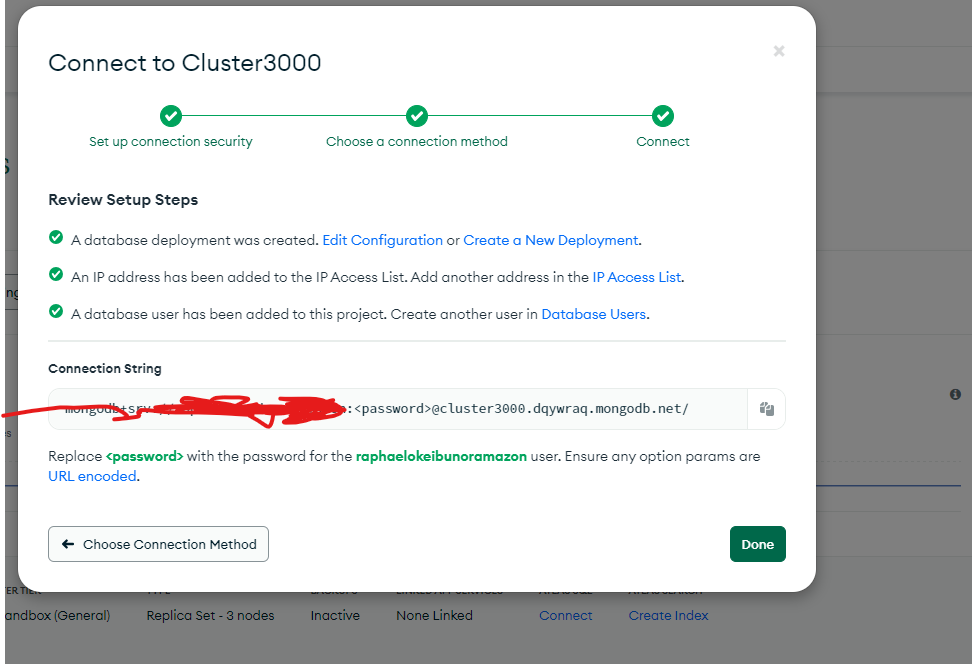 Connect to Cluster3000
×
Set up connection security
Choose a connection method
Connect
Review Setup Steps
A database deployment was created. Edit Configuration or Create a New Deployment.
An IP address has been added to the IP Access List. Add another address in the IP Access List.
A database user has been added to this project. Create another user in Database Users.
Connection String
mongodb+srv :<password>@cluster3000.dqywraq.mongodb.net/
Replace <password> with the password for the raphaelokeibunoramazon user. Ensure any option params are
URL encoded.
Choose Connection Method
Done
andbox (General) Replica Set - 3 nodes Inactive None Linked Connect Create Index